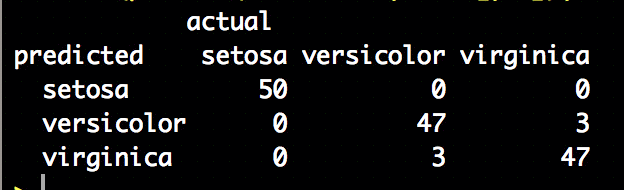 actual
predicted setosa versicolor virginica
setosa 50 0 0
versicolor 0 47 3
virginica 0 3 47
>